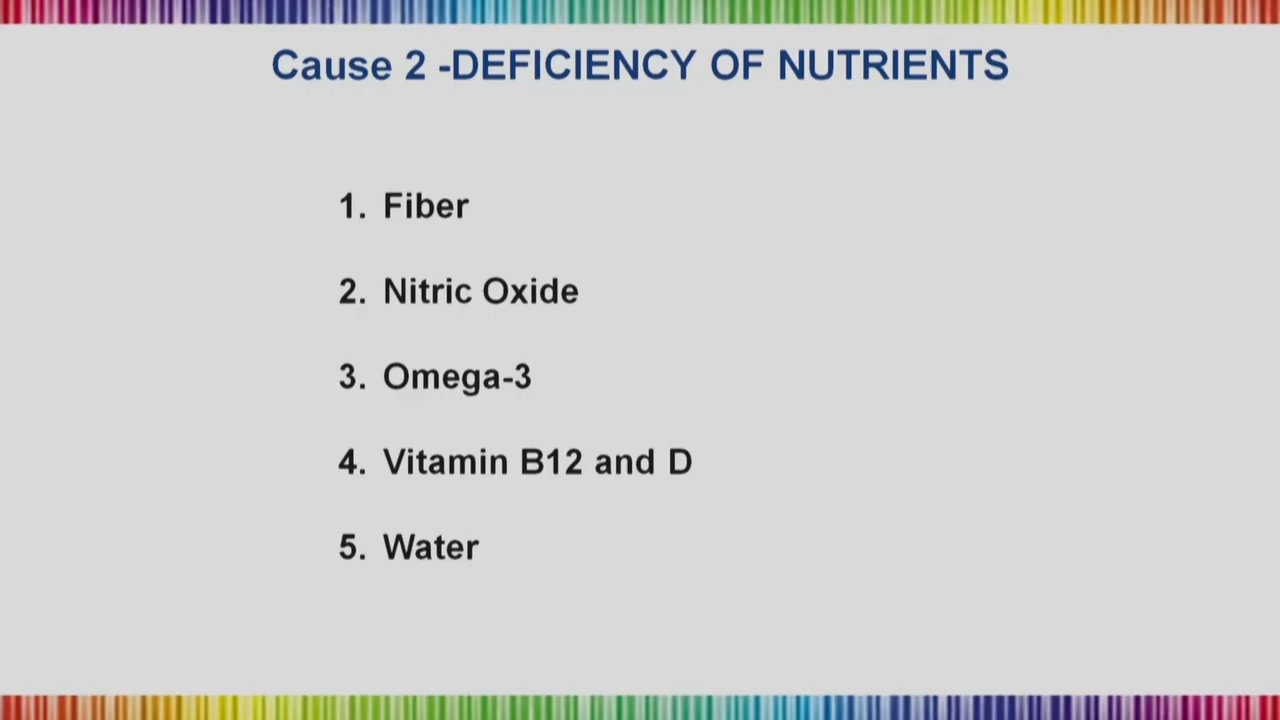 Cause 2 -DEFICIENCY OF NUTRIENTS
1. Fiber
2. Nitric Oxide
3. Omega-3
4. Vitamin B12 and D
5. Water